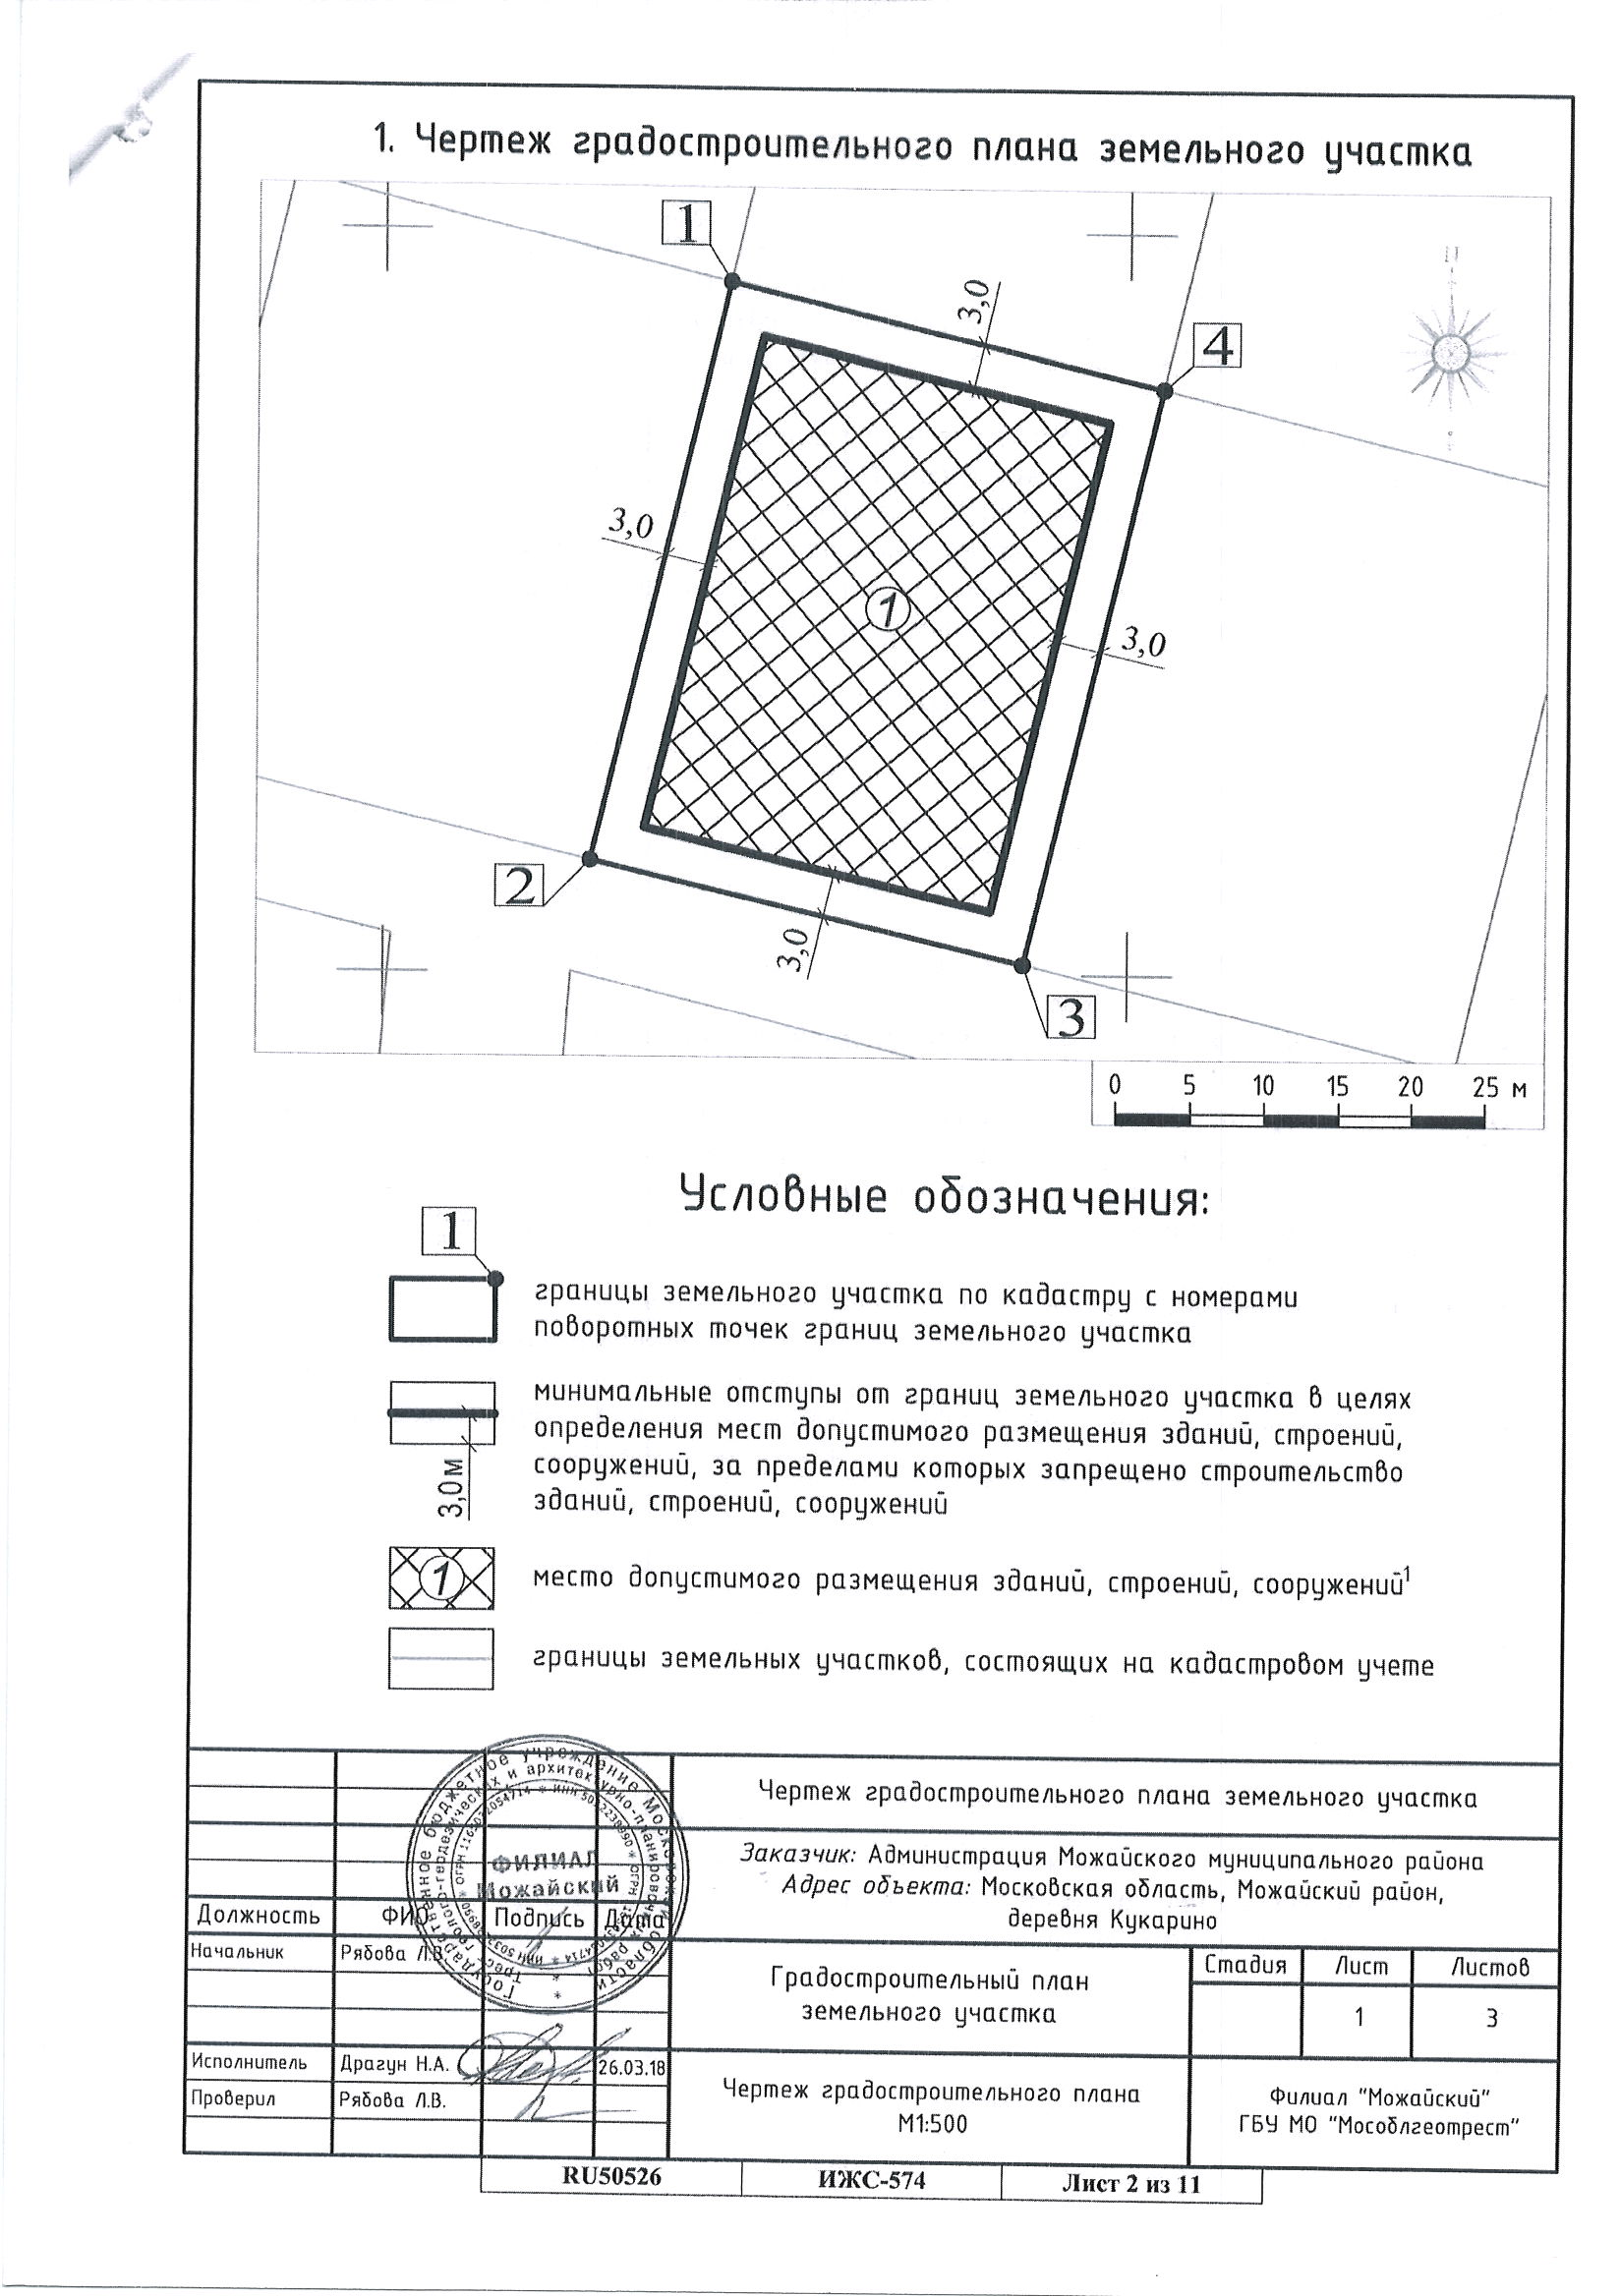 1. Чертеж градостроительного плана земельного участка
1
3,0
4
3,0
1
3,0
2
3,0
3
0 5 10 15 20 25 м
Условные обозначения:
1
границы земельного участка по кадастру с номерами
поворотных точек границ земельного участка
минимальные отступы от границ земельного участка в целях
определения мест допустимого размещения зданий, строений,
сооружений, за пределами которых запрещено строительство
зданий, строений, сооружений
3,0м
1
место допустимого размещения зданий, строений, сооружений¹
границы земельных участков, состоящих на кадастровом учете
Чертеж градостроительного плана земельного участка
Заказчик: Администрация Можайского муниципального района
Адрес объекта: Московская область, Можайский район,
деревня Кукарино
ФИЛИАЛ
Можайский
Должность ФИО Подпись Дата
Начальник Рябова Л.В.
Градостроительный план
земельного участка
Стадия Лист Листов
1 3
Исполнитель Драгун Н.А. 26.03.18
Проверил Рябова Л.В.
Чертеж градостроительного плана
М1:500
Филиал "Можайский"
ГБУ МО "Мособлгеотрест"
RU50526 ИЖС-574 Лист 2 из 11